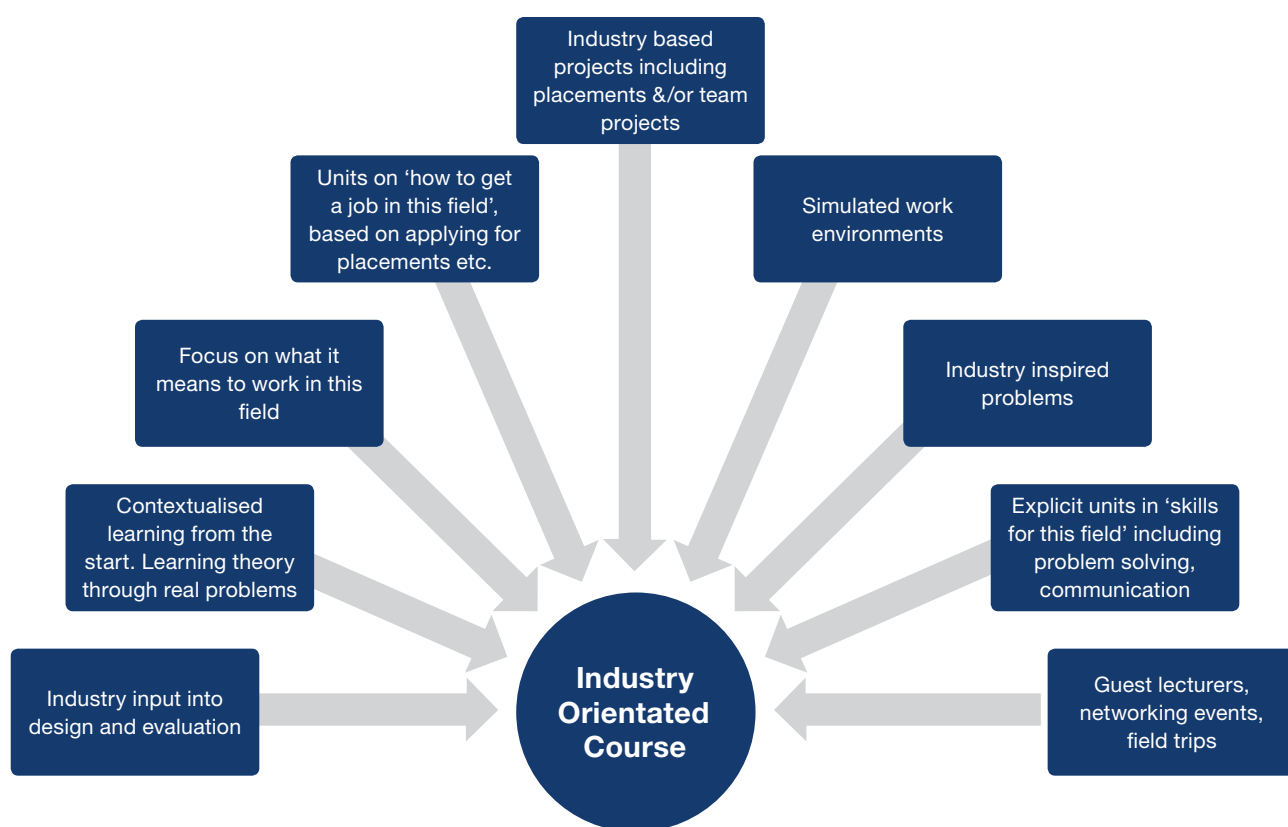 Industry based
projects including
placements &/or team
projects
Units on ‘how to get
a job in this field’,
based on applying for
placements etc.
Simulated work
environments
Focus on what it
means to work in this
field
Industry inspired
problems
Contextualised
learning from the
start. Learning theory
through real problems
Explicit units in ‘skills
for this field’ including
problem solving,
communication
Industry input into
design and evaluation
Industry
Orientated
Course
Guest lecturers,
networking events,
field trips